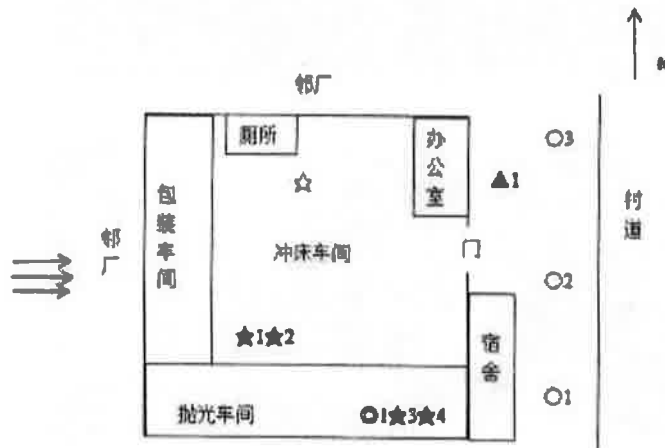 邻厂
厕所
办公室
○3
☆
▲1
包装车间
村道
邻厂
冲床车间
门
○2
★1★2
宿舍
○1
抛光车间
◎1★3★4